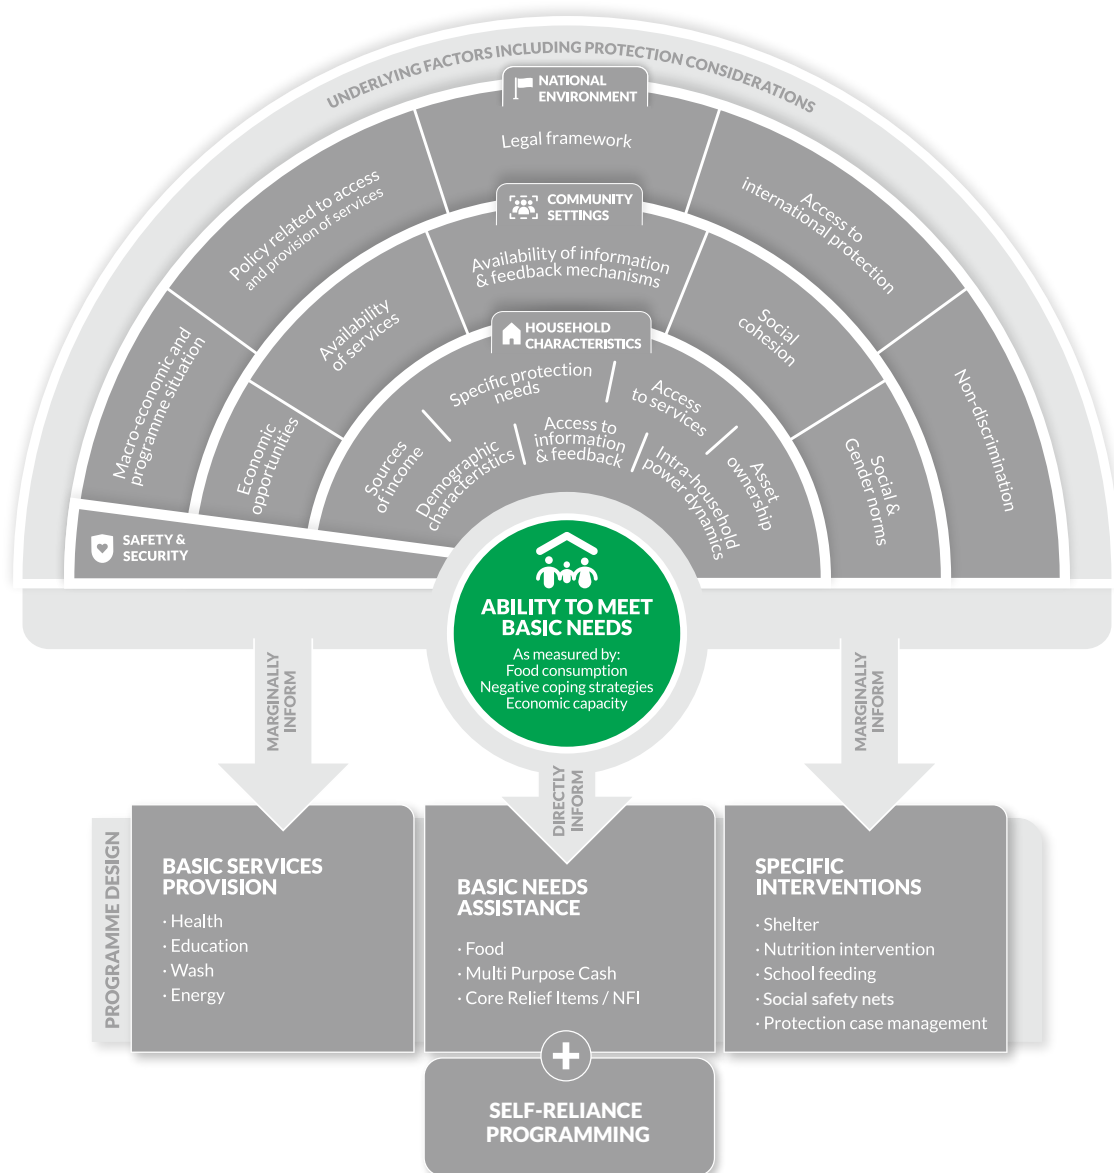 UNDERLYING FACTORS INCLUDING PROTECTION CONSIDERATIONS
NATIONAL
ENVIRONMENT
Macro-economic and
programme situation
Policy related to access
and provision of services
Legal framework
Access to
international protection
Non-discrimination
COMMUNITY
SETTINGS
Economic
opportunities
Availability
of services
Availability of information
& feedback mechanisms
Social
cohesion
Social &
Gender norms
HOUSEHOLD
CHARACTERISTICS
Sources
of income
Specific protection
needs
Access
to services
Asset
ownership
Demographic
characteristics
Access to
information
& feedback
Intra-household
power dynamics
SAFETY &
SECURITY
ABILITY TO MEET
BASIC NEEDS
As measured by:
Food consumption
Negative coping strategies
Economic capacity
MARGINALLY
INFORM
DIRECTLY
INFORM
MARGINALLY
INFORM
PROGRAMME DESIGN
BASIC SERVICES
PROVISION
· Health
· Education
· Wash
· Energy
BASIC NEEDS
ASSISTANCE
· Food
· Multi Purpose Cash
· Core Relief Items / NFI
SPECIFIC
INTERVENTIONS
· Shelter
· Nutrition intervention
· School feeding
· Social safety nets
· Protection case management
+
SELF-RELIANCE
PROGRAMMING